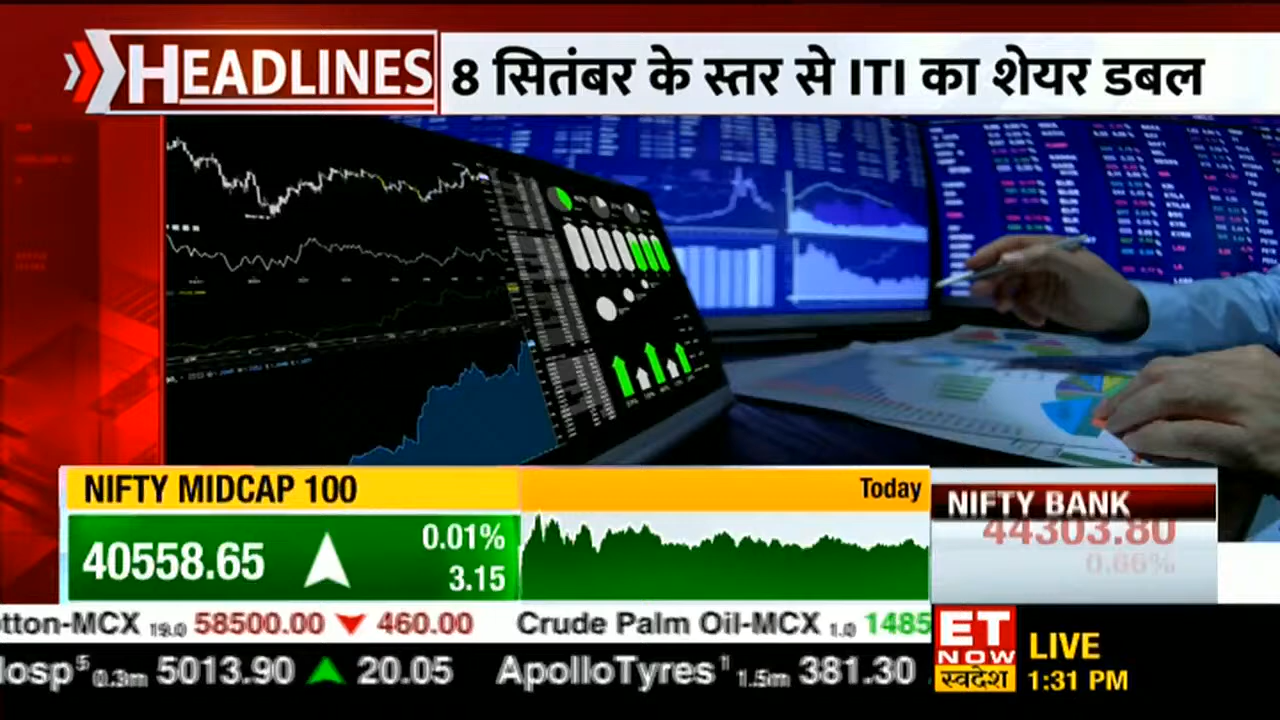 HEADLINES
8 सितंबर के स्तर से ITI का शेयर डबल
NIFTY MIDCAP 100
Today
40558.65
0.01%
3.15
NIFTY BANK
44303.80
0.66%
tton-MCX 19.0 58500.00 460.00 Crude Palm Oil-MCX 1.0 1485
Hosp 5 0.3m 5013.90 20.05 ApolloTyres 1 1.5m 381.30
ET
NOW
स्वदेश
LIVE
1:31 PM